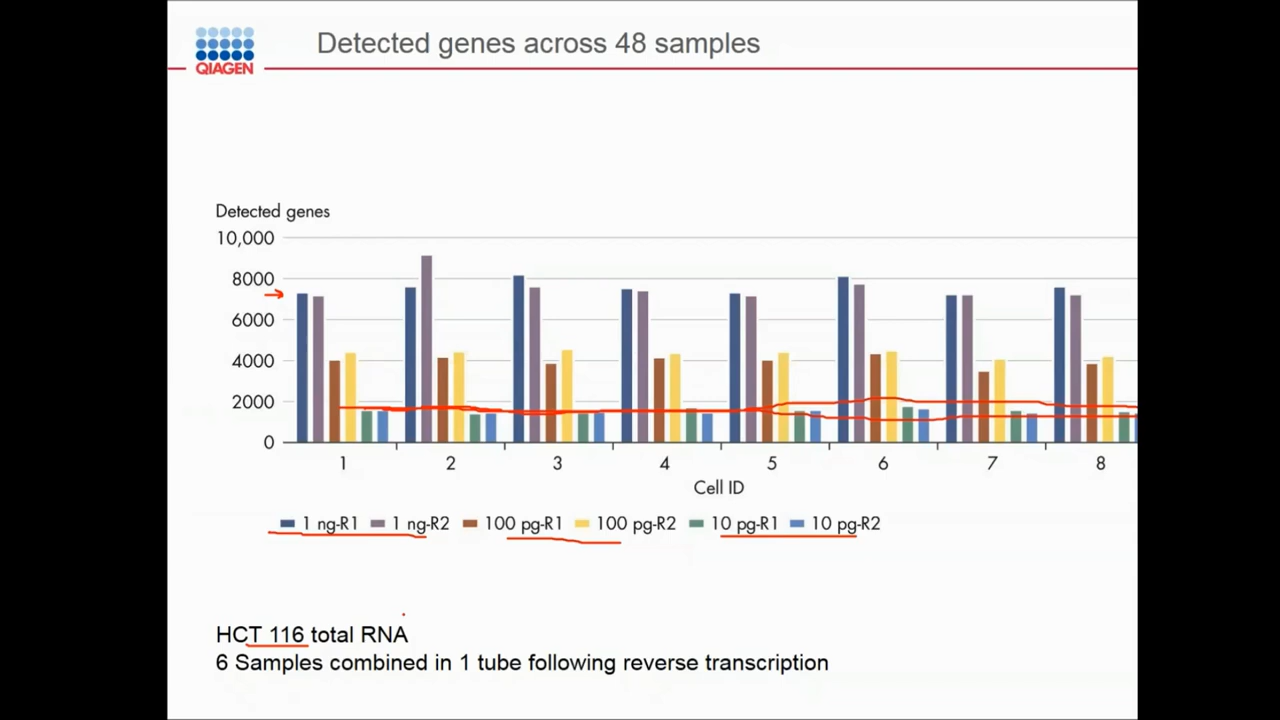 QIAGEN
Detected genes across 48 samples
Detected genes
10,000
8000
6000
4000
2000
0
1 2 3 4 5 6 7 8
Cell ID
1 ng-R1 1 ng-R2 100 pg-R1 100 pg-R2 10 pg-R1 10 pg-R2
HCT 116 total RNA
6 Samples combined in 1 tube following reverse transcription